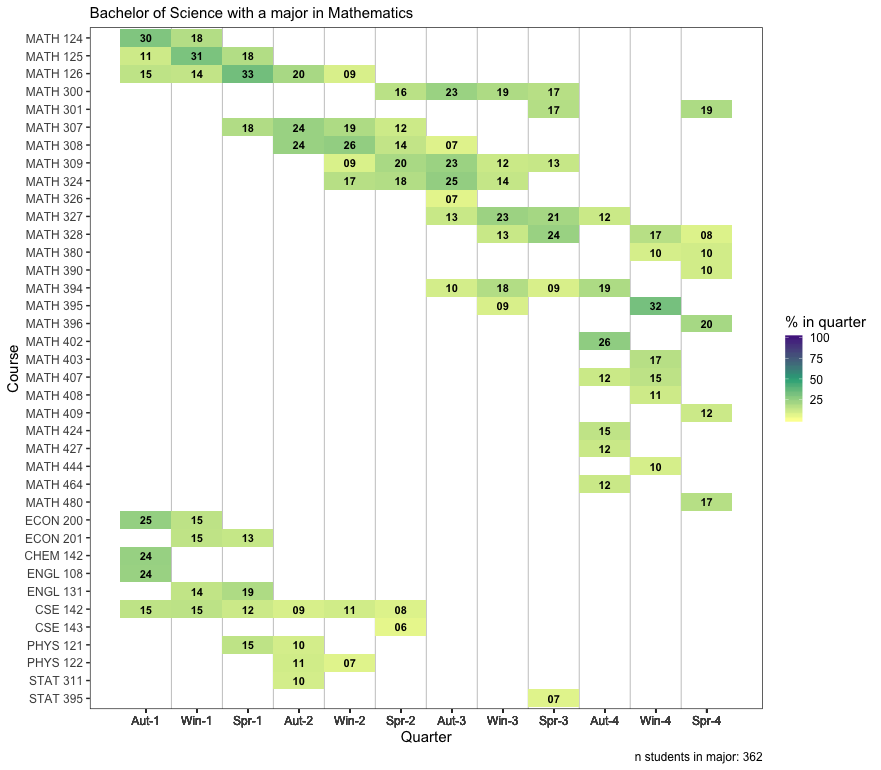 Bachelor of Science with a major in Mathematics
MATH 124 30 18
MATH 125 11 31 18
MATH 126 15 14 33 20 09
MATH 300 16 23 19 17
MATH 301 17 19
MATH 307 18 24 19 12
MATH 308 24 26 14 07
MATH 309 09 20 23 12 13
MATH 324 17 18 25 14
MATH 326 07
MATH 327 13 23 21 12
MATH 328 13 24 17 08
MATH 380 10 10
MATH 390 10
MATH 394 10 18 09 19
MATH 395 09 32
MATH 396 20
MATH 402 26
MATH 403 17
MATH 407 12 15
MATH 408 11
MATH 409 12
MATH 424 15
MATH 427 12
MATH 444 10
MATH 464 12
MATH 480 17
ECON 200 25 15
ECON 201 15 13
CHEM 142 24
ENGL 108 24
ENGL 131 14 19
CSE 142 15 15 12 09 11 08
CSE 143 06
PHYS 121 15 10
PHYS 122 11 07
STAT 311 10
STAT 395 07
Aut-1 Win-1 Spr-1 Aut-2 Win-2 Spr-2 Aut-3 Win-3 Spr-3 Aut-4 Win-4 Spr-4
Quarter
Course
% in quarter
100
75
50
25
n students in major: 362